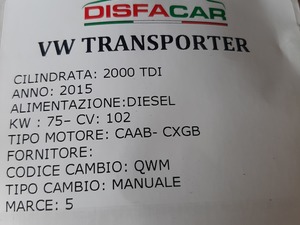 DISFACAR
VW TRANSPORTER
CILINDRATA: 2000 TDI
ANNO: 2015
ALIMENTAZIONE:DIESEL
KW : 75– CV: 102
TIPO MOTORE: CAAB- CXGB
FORNITORE:
CODICE CAMBIO: QWM
TIPO CAMBIO: MANUALE
MARCE: 5